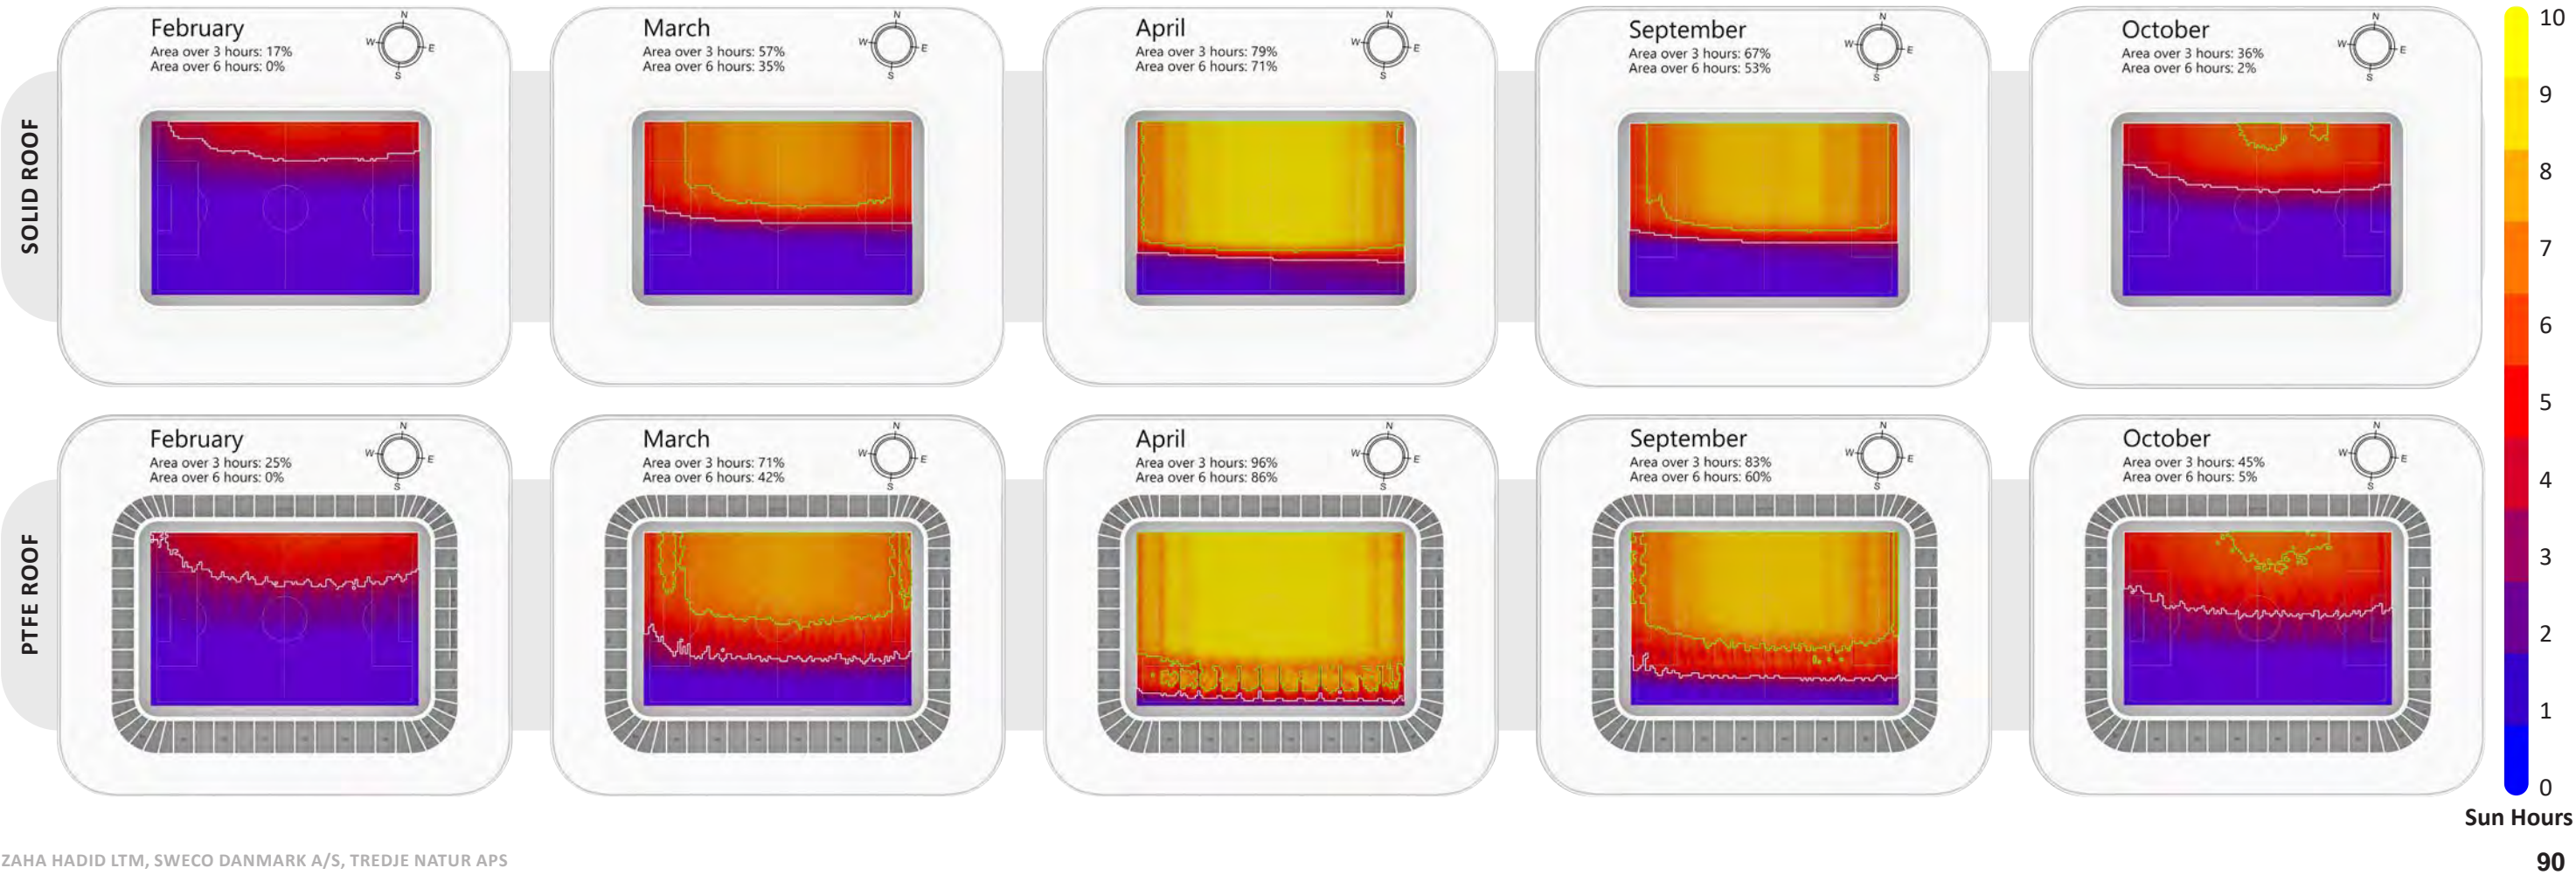 SOLID ROOF
February
Area over 3 hours: 17%
Area over 6 hours: 0%
N
W
E
S
March
Area over 3 hours: 57%
Area over 6 hours: 35%
N
W
E
S
April
Area over 3 hours: 79%
Area over 6 hours: 71%
N
W
E
S
September
Area over 3 hours: 67%
Area over 6 hours: 53%
N
W
E
S
October
Area over 3 hours: 36%
Area over 6 hours: 2%
N
W
E
S
PTFE ROOF
February
Area over 3 hours: 25%
Area over 6 hours: 0%
N
W
E
S
March
Area over 3 hours: 71%
Area over 6 hours: 42%
N
W
E
S
April
Area over 3 hours: 96%
Area over 6 hours: 86%
N
W
E
S
September
Area over 3 hours: 83%
Area over 6 hours: 60%
N
W
E
S
October
Area over 3 hours: 45%
Area over 6 hours: 5%
N
W
E
S
10
9
8
7
6
5
4
3
2
1
0
Sun Hours
ZAHA HADID LTM, SWECO DANMARK A/S, TREDJE NATUR APS
90